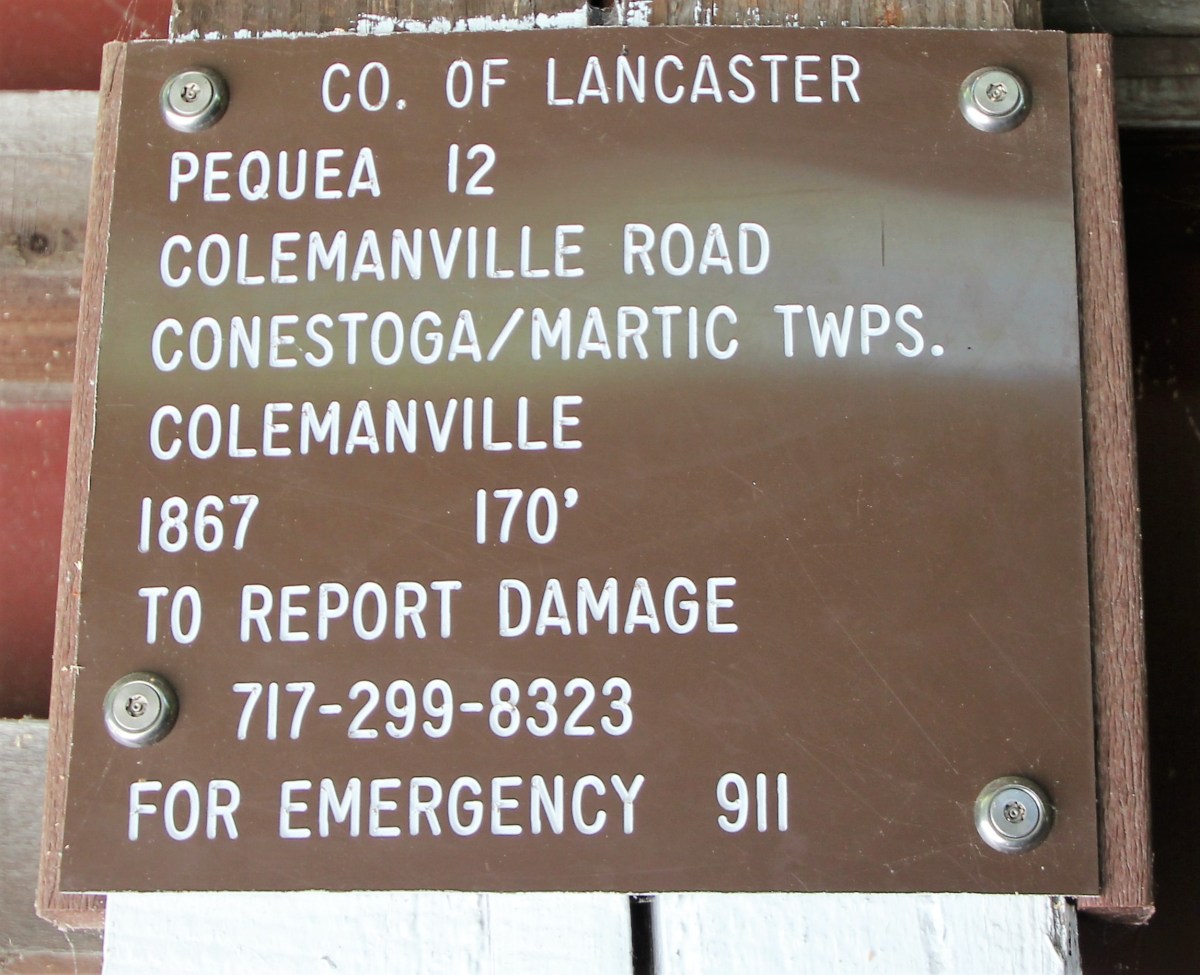 CO. OF LANCASTER
PEQUEA 12
COLEMANVILLE ROAD
CONESTOGA/MARTIC TWPS.
COLEMANVILLE
1867 170'
TO REPORT DAMAGE
717-299-8323
FOR EMERGENCY 911